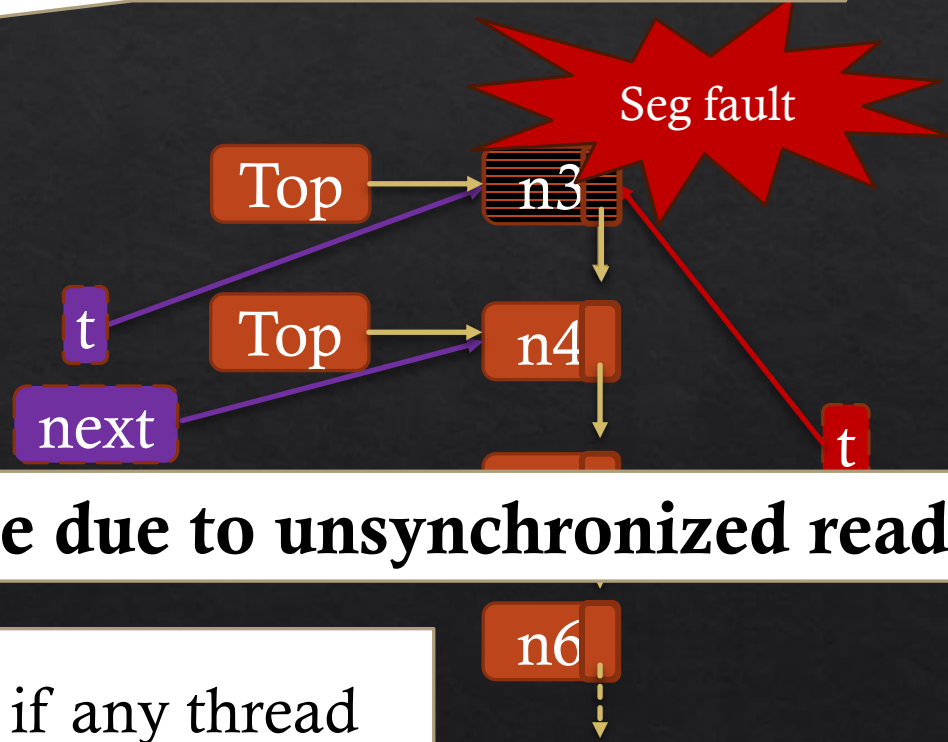 Seg fault
Top
n3
t
Top
n4
next
t
e due to unsynchronized read
n6
if any thread